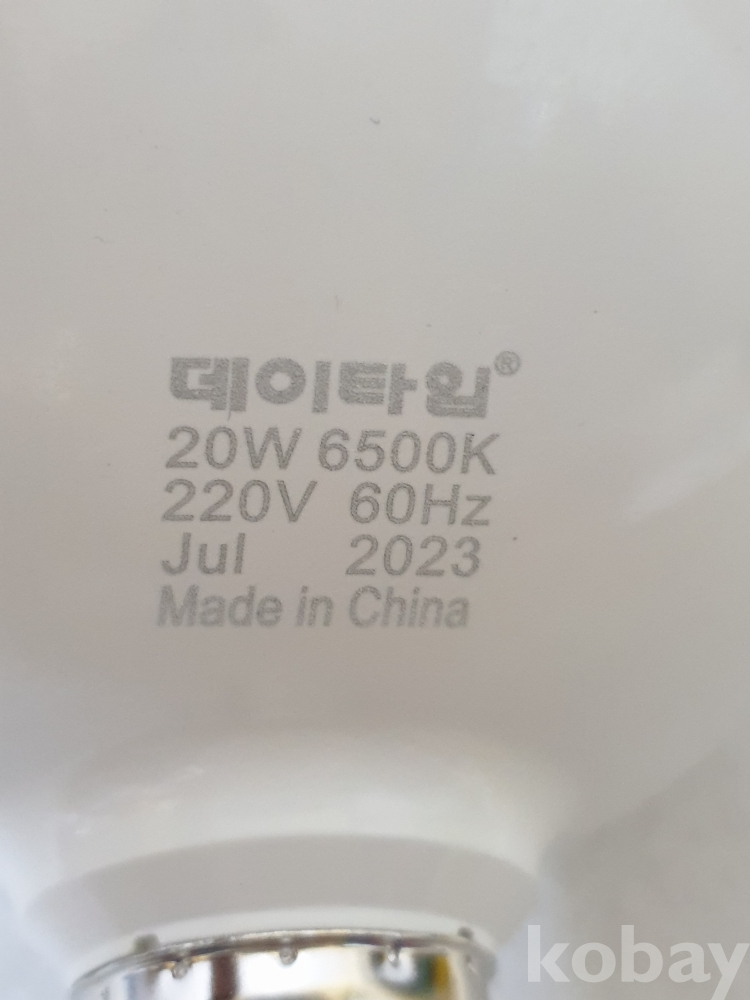 데이타임®
20W 6500K
220V 60Hz
Jul 2023
Made in China
kobay